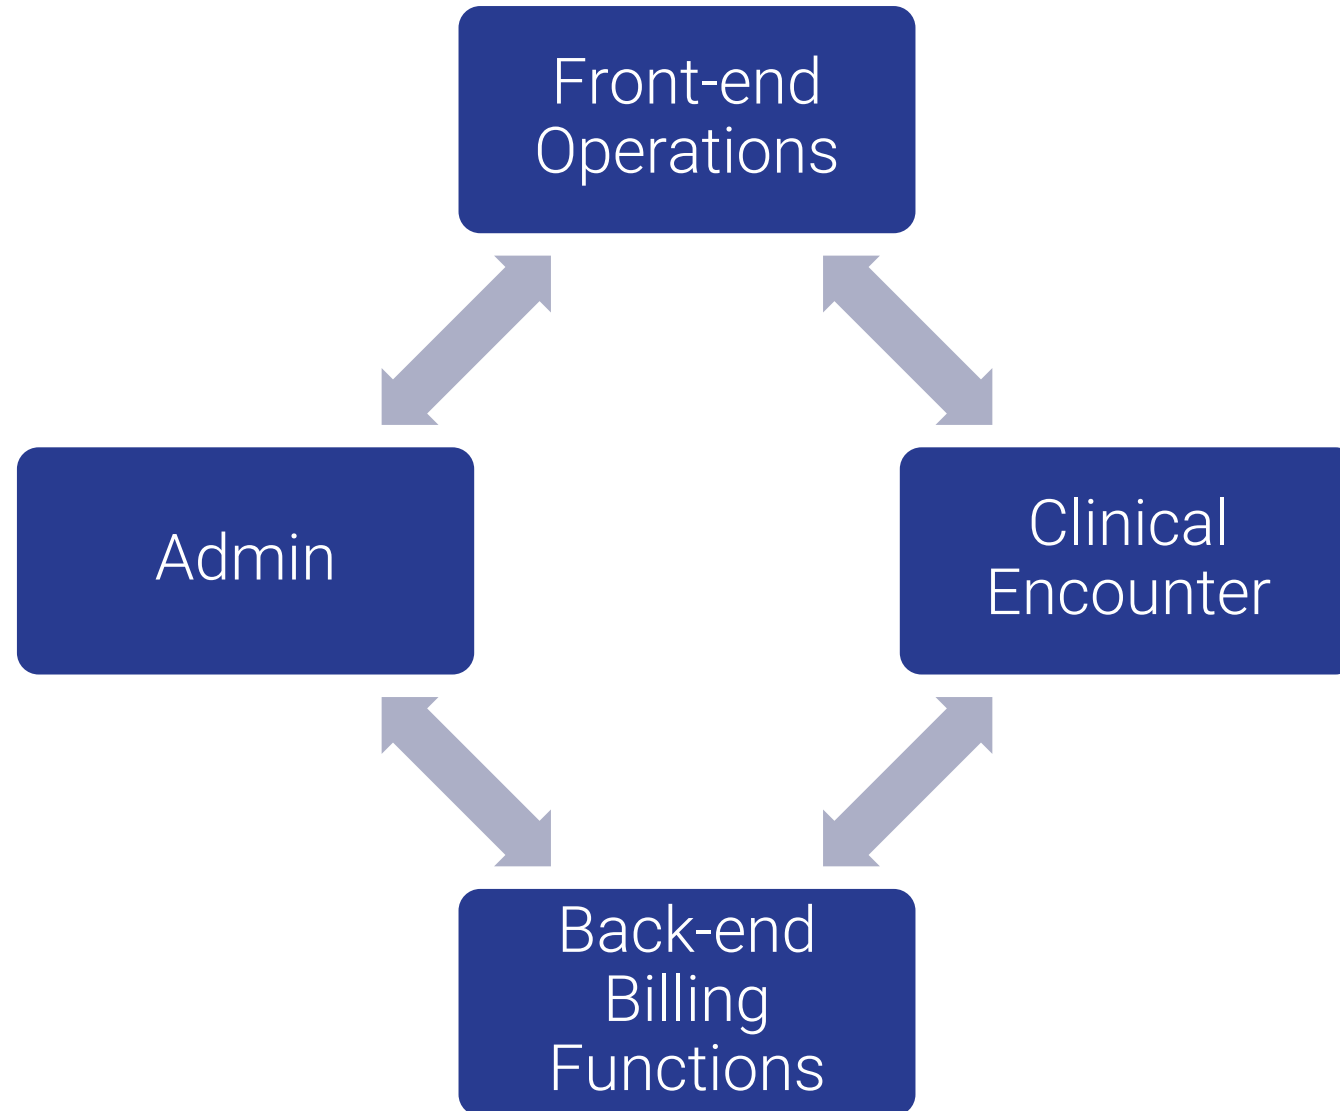 Front-end
Operations
Admin
Clinical
Encounter
Back-end
Billing
Functions